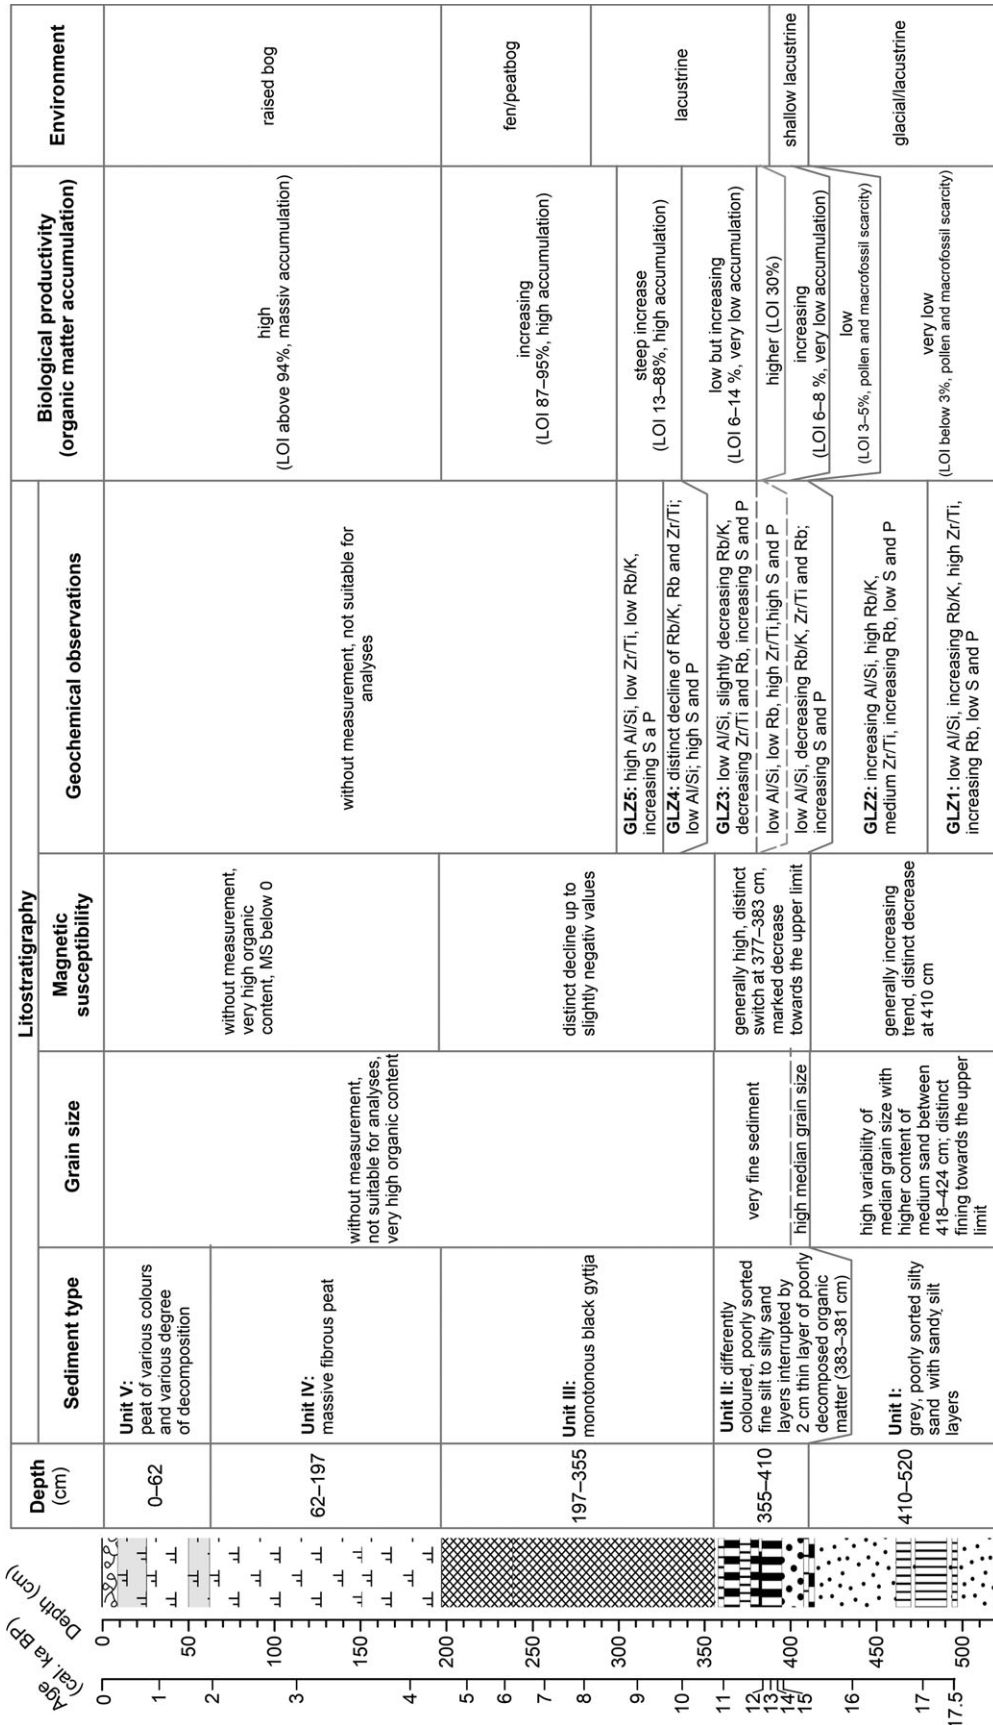 Age
(cal. ka BP)
Depth (cm)
0
1
2
3
4
5
6
7
8
9
10
11
12
13
14
15
16
17
17.5
0
50
100
150
200
250
300
350
400
450
500
Depth
(cm)
Litostratigraphy
Sediment type
Grain size
Magnetic
susceptibility
Geochemical observations
Biological productivity
(organic matter accumulation)
Environment
0–62
62–197
197–355
355–410
410–520
Unit V:
peat of various colours
and various degree
of decomposition
Unit IV:
massive fibrous peat
Unit III:
monotonous black gyttja
Unit II: differently
coloured, poorly sorted
fine silt to silty sand
layers interrupted by
2 cm thin layer of poorly
decomposed organic
matter (383–381 cm)
Unit I:
grey, poorly sorted silty
sand with sandy silt
layers
without measurement,
not suitable for analyses,
very high organic content
very fine sediment
high median grain size
high variability of
median grain size with
higher content of
medium sand between
418–424 cm; distinct
fining towards the upper
limit
without measurement,
very high organic
content, MS below 0
distinct decline up to
slightly negativ values
generally high, distinct
switch at 377–383 cm,
marked decrease
towards the upper limit
generally increasing
trend, distinct decrease
at 410 cm
without measurement, not suitable for
analyses
GLZ5: high Al/Si, low Zr/Ti, low Rb/K,
increasing S a P
GLZ4: distinct decline of Rb/K, Rb and Zr/Ti;
low Al/Si; high S and P
GLZ3: low Al/Si, slightly decreasing Rb/K,
decreasing Zr/Ti and Rb, increasing S and P
low Al/Si, low Rb, high Zr/Ti,high S and P
low Al/Si, decreasing Rb/K, Zr/Ti and Rb;
increasing S and P
GLZ2: increasing Al/Si, high Rb/K,
medium Zr/Ti, increasing Rb, low S and P
GLZ1: low Al/Si, increasing Rb/K, high Zr/Ti,
increasing Rb, low S and P
high
(LOI above 94%, massiv accumulation)
increasing
(LOI 87–95%, high accumulation)
steep increase
(LOI 13–88%, high accumulation)
low but increasing
(LOI 6–14 %, very low accumulation)
higher (LOI 30%)
increasing
(LOI 6–8 %, very low accumulation)
low
(LOI 3–5%, pollen and macrofossil scarcity)
very low
(LOI below 3%, pollen and macrofossil scarcity)
raised bog
fen/peatbog
lacustrine
shallow lacustrine
glacial/lacustrine